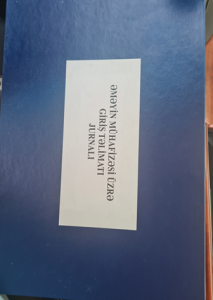 ƏMƏYİN MÜHAFİZƏSİ ÜZRƏ
GİRİŞ TƏLİMATI
JURNALI